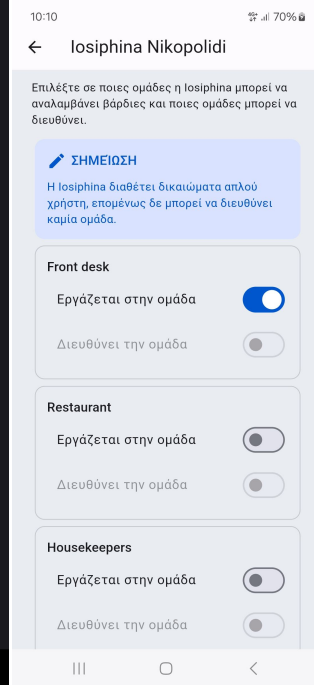 10:10
70%
Iosiphina Nikopolidi
Επιλέξτε σε ποιες ομάδες η Iosiphina μπορεί να
αναλαμβάνει βάρδιες και ποιες ομάδες μπορεί να
διευθύνει.
ΣΗΜΕΙΩΣΗ
Η Iosiphina διαθέτει δικαιώματα απλού
χρήστη, επομένως δε μπορεί να διευθύνει
καμία ομάδα.
Front desk
Εργάζεται στην ομάδα
Διευθύνει την ομάδα
Restaurant
Εργάζεται στην ομάδα
Διευθύνει την ομάδα
Housekeepers
Εργάζεται στην ομάδα
Διευθύνει την ομάδα